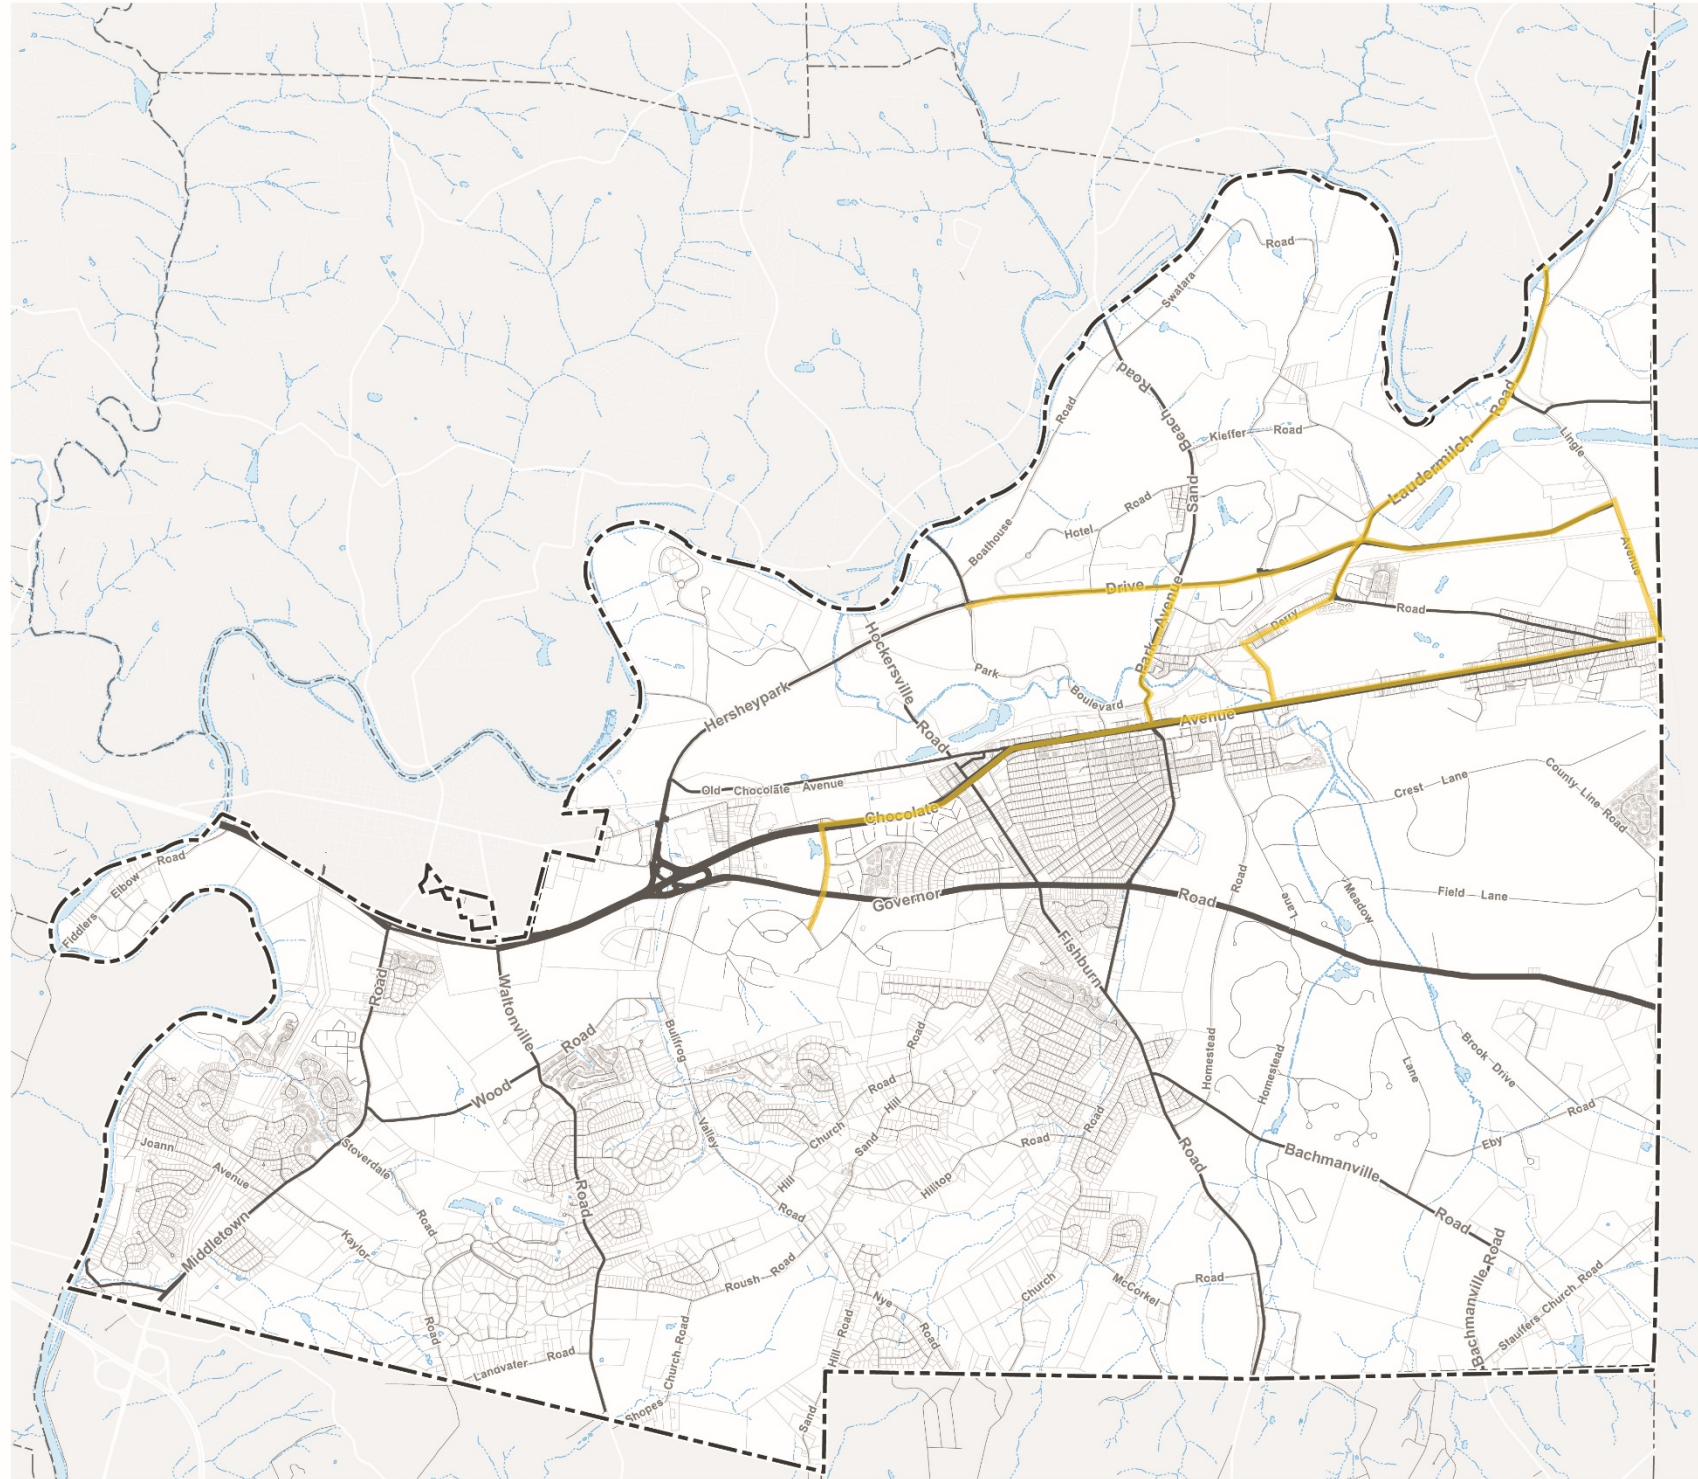 Road
Swatara
Road
Beach
Road
Kieffer Road
Sand
Laudermilch
Road
Lingle
Avenue
Boathouse
Hotel Road
Drive
Park Avenue
Derry
Road
Hockersville
Road
Park
Boulevard
Hersheypark
Avenue
Old Chocolate Avenue
Chocolate
Crest Lane
County Line
Road
Fiddlers Elbow Road
Governor
Road
Road
Lane
Meadow
Field Lane
Road
Waltonville
Fishburn
Bullfrog
Wood Road
Road
Homestead
Homestead
Lane
Brook Drive
Road
Eby
Joann
Avenue
Stoverdale
Road
Valley
Church
Road
Hill
Sand
Hill
Road
Road
Hilltop
Road
Bachmanville
Road
Middletown
Kaylor
Road
Road
Roush Road
Nye
Road
Church
McCorkel
Road
Bachmanville Road
Stauffers Church Road
Landvater Road
Shopes Church Road
Sand
Hill Road